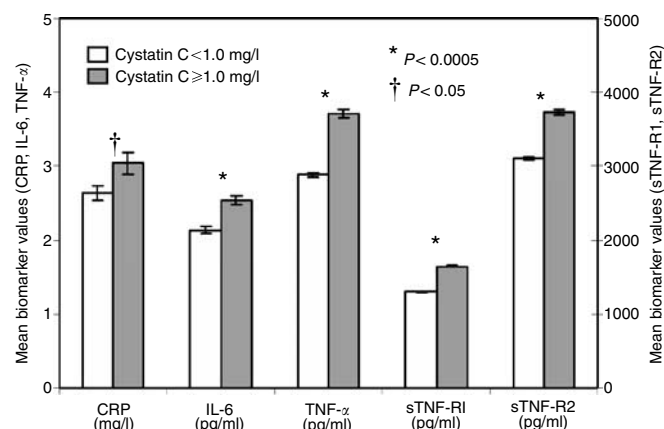 Mean biomarker values (CRP, IL-6, TNF-α)
5
4
3
2
1
0
Cystatin C<1.0 mg/l
Cystatin C⩾1.0 mg/l
* P< 0.0005
† P< 0.05
†
*
*
*
*
5000
4000
3000
2000
1000
0
Mean biomarker values (sTNF-R1, sTNF-R2)
CRP IL-6 TNF-α sTNF-RI sTNF-R2
(mg/l) (pg/ml) (pg/ml) (pg/ml) (pg/ml)